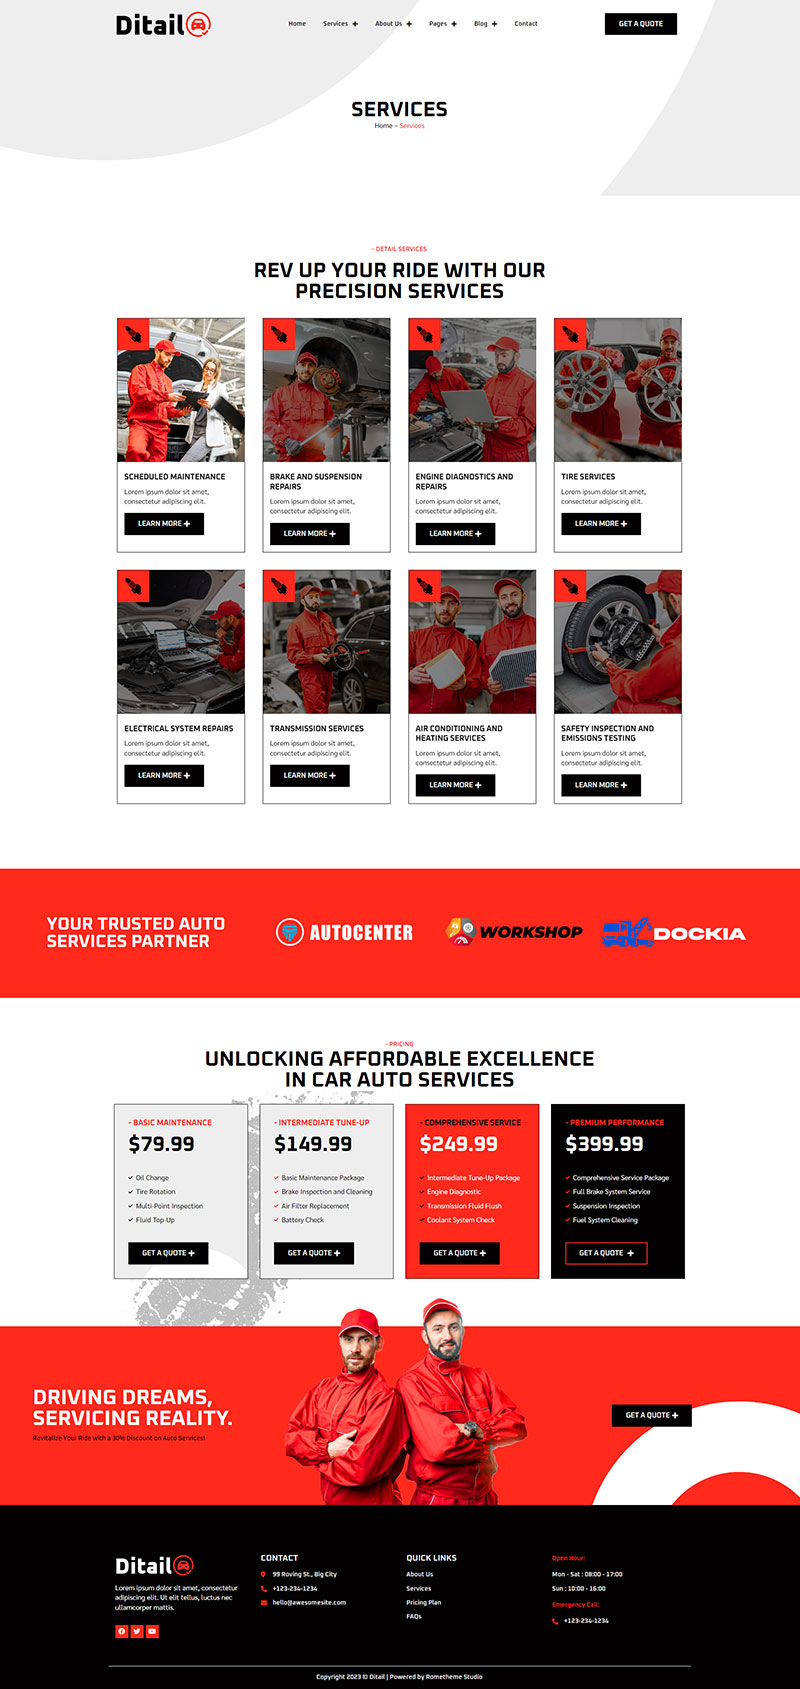 Ditail
Home Services + About Us + Pages + Blog + Contact
GET A QUOTE
SERVICES
Home – Services
- DETAIL SERVICES
REV UP YOUR RIDE WITH OUR
PRECISION SERVICES
SCHEDULED MAINTENANCE
Lorem ipsum dolor sit amet,
consectetur adipiscing elit.
LEARN MORE +
BRAKE AND SUSPENSION
REPAIRS
Lorem ipsum dolor sit amet,
consectetur adipiscing elit.
LEARN MORE +
ENGINE DIAGNOSTICS AND
REPAIRS
Lorem ipsum dolor sit amet,
consectetur adipiscing elit.
LEARN MORE +
TIRE SERVICES
Lorem ipsum dolor sit amet,
consectetur adipiscing elit.
LEARN MORE +
ELECTRICAL SYSTEM REPAIRS
Lorem ipsum dolor sit amet,
consectetur adipiscing elit.
LEARN MORE +
TRANSMISSION SERVICES
Lorem ipsum dolor sit amet,
consectetur adipiscing elit.
LEARN MORE +
AIR CONDITIONING AND
HEATING SERVICES
Lorem ipsum dolor sit amet,
consectetur adipiscing elit.
LEARN MORE +
SAFETY INSPECTION AND
EMISSIONS TESTING
Lorem ipsum dolor sit amet,
consectetur adipiscing elit.
LEARN MORE +
YOUR TRUSTED AUTO
SERVICES PARTNER
AUTOCENTER
WORKSHOP
DOCKIA
- PRICING
UNLOCKING AFFORDABLE EXCELLENCE
IN CAR AUTO SERVICES
- BASIC MAINTENANCE
$79.99
Oil Change
Tire Rotation
Multi-Point Inspection
Fluid Top-Up
GET A QUOTE +
- INTERMEDIATE TUNE-UP
$149.99
Basic Maintenance Package
Brake Inspection and Cleaning
Air Filter Replacement
Battery Check
GET A QUOTE +
- COMPREHENSIVE SERVICE
$249.99
Intermediate Tune-Up Package
Engine Diagnostic
Transmission Fluid Flush
Coolant System Check
GET A QUOTE +
- PREMIUM PERFORMANCE
$399.99
Comprehensive Service Package
Full Brake System Service
Suspension Inspection
Fuel System Cleaning
GET A QUOTE +
DRIVING DREAMS,
SERVICING REALITY.
Revitalize Your Ride with a 30% Discount on Auto Services!
GET A QUOTE +
Ditail
Lorem ipsum dolor sit amet, consectetur
adipiscing elit. Ut elit tellus, luctus nec
ullamcorper mattis.
CONTACT
99 Roving St., Big City
+123-234-1234
hello@awesomesite.com
QUICK LINKS
About Us
Services
Pricing Plan
FAQs
Open Hour:
Mon - Sat : 08:00 - 17:00
Sun : 10:00 - 16:00
Emergency Call:
+123-234-1234
Copyright 2023 © Ditail | Powered by Rometheme Studio